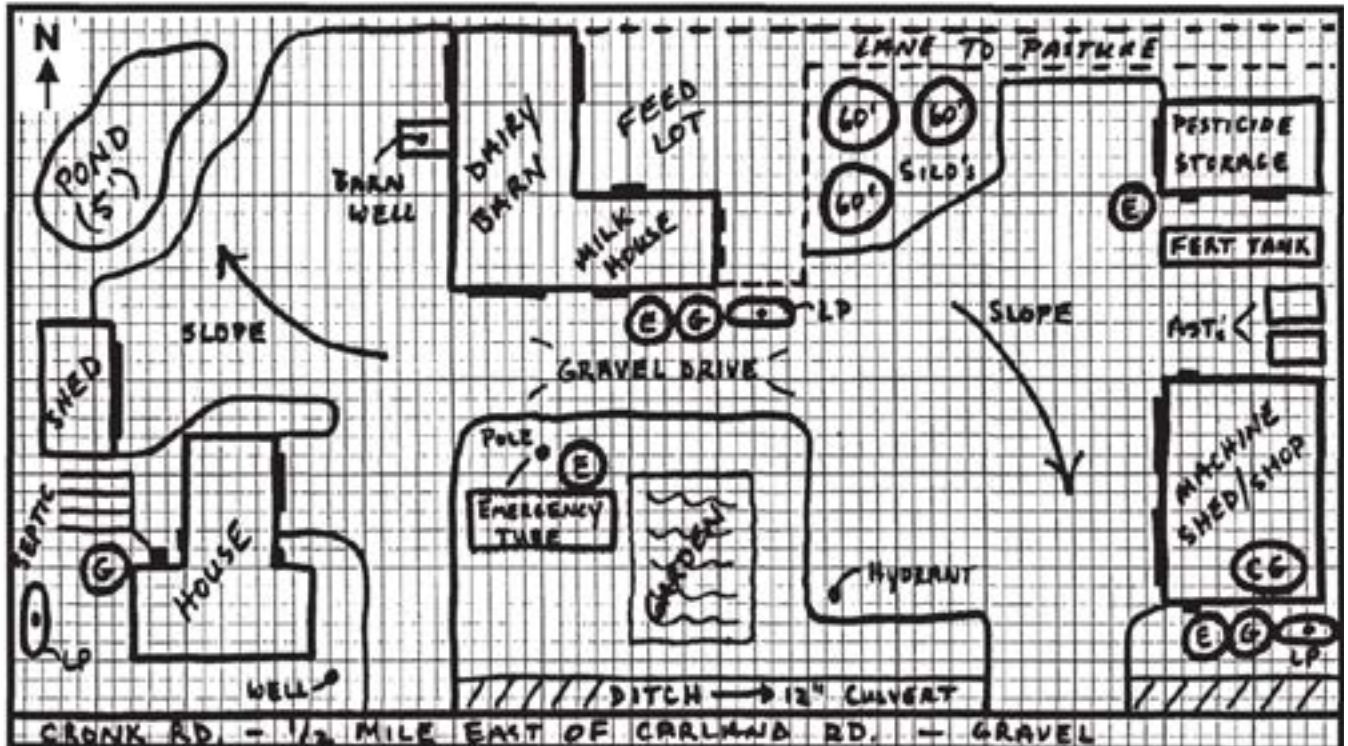 N
LANE TO PASTURE
POND
(5')
BARN
WELL
DAIRY
BARN
FEED
LOT
MILK
HOUSE
60'
60'
60'
SILO'S
PESTICIDE
STORAGE
E
FERT TANK
AST's
E
G
LP
SLOPE
SLOPE
GRAVEL DRIVE
SHED
SEPTIC
G
LP
HOUSE
WELL
POLE
E
EMERGENCY
TUBE
GARDEN
HYDRANT
MACHINE
SHED/SHOP
CG
E
G
LP
DITCH → 12" CULVERT
CRONK RD. - 1/2 MILE EAST OF CARLAND RD. - GRAVEL